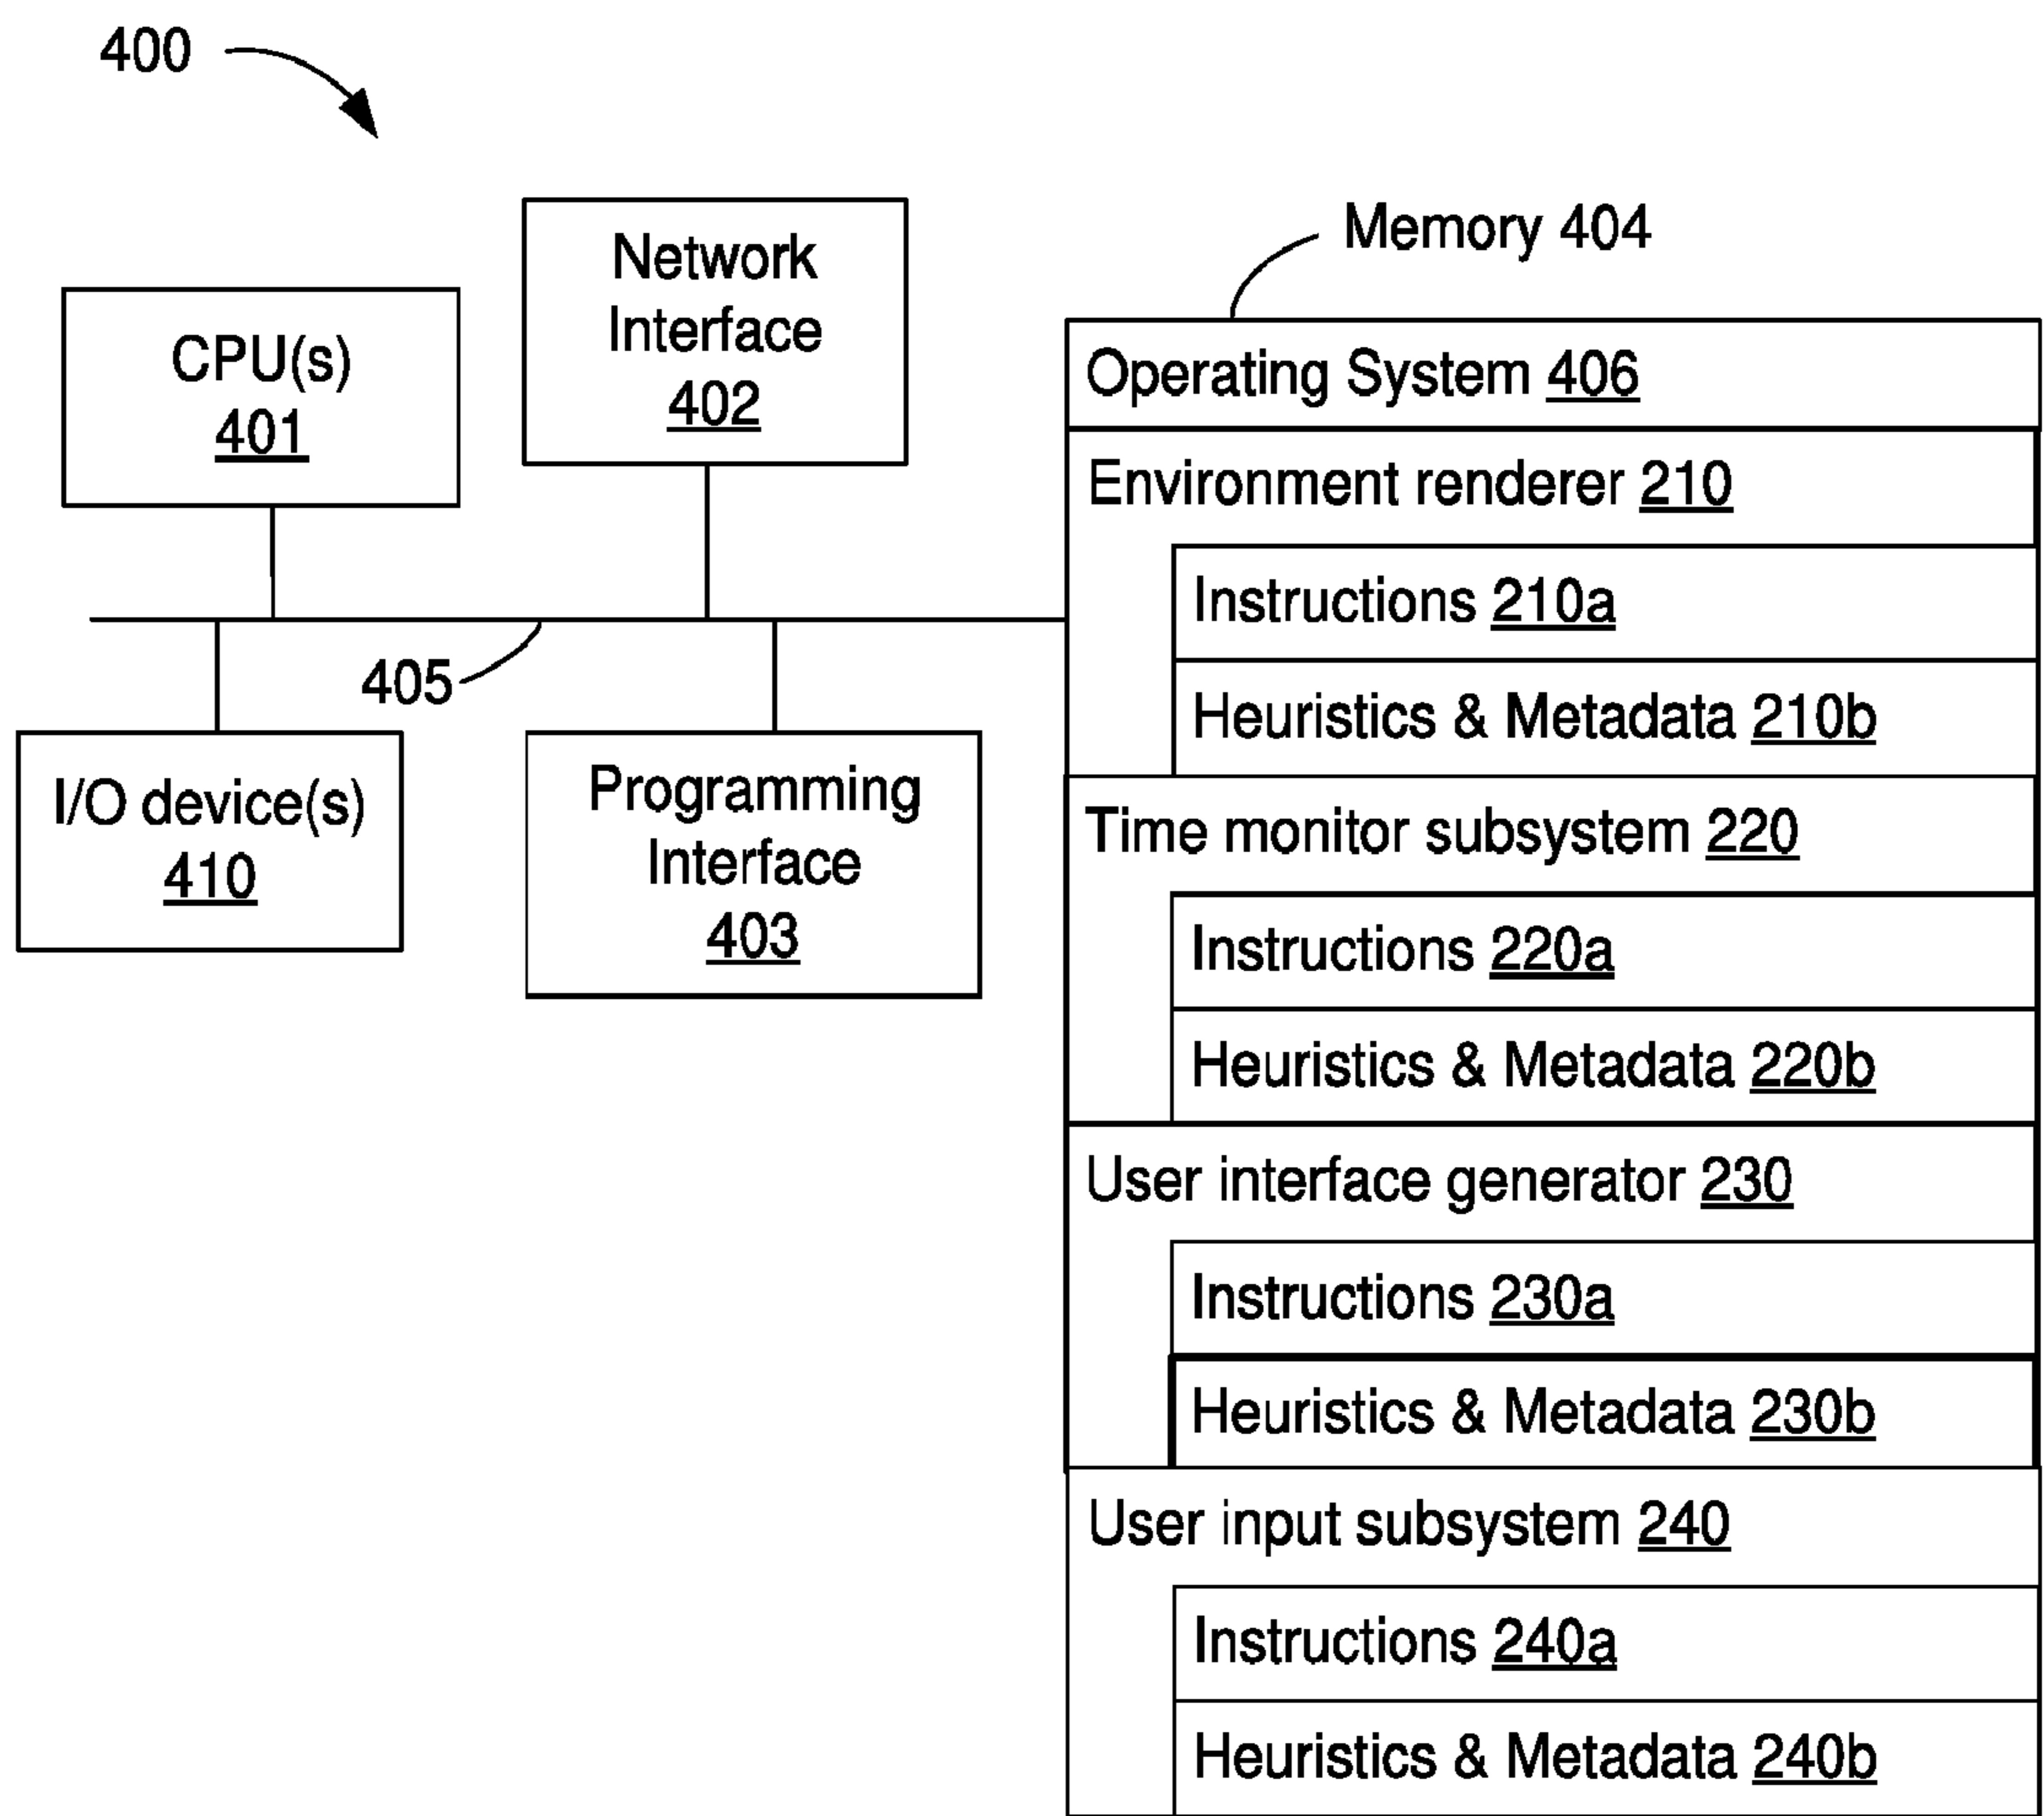 400
Network
Interface
402
Memory 404
CPU(s)
401
Operating System 406
Environment renderer 210
Instructions 210a
405
Heuristics & Metadata 210b
I/O device(s)
410
Programming
Interface
403
Time monitor subsystem 220
Instructions 220a
Heuristics & Metadata 220b
User interface generator 230
Instructions 230a
Heuristics & Metadata 230b
User input subsystem 240
Instructions 240a
Heuristics & Metadata 240b